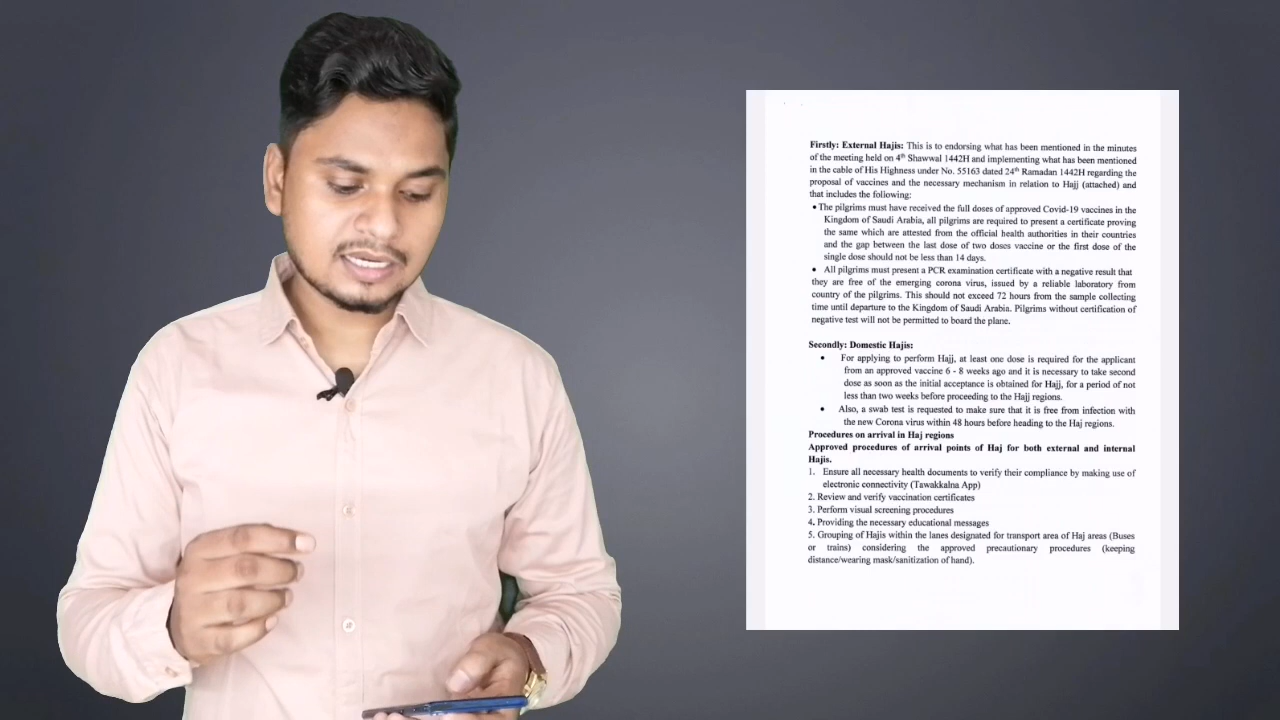 Firstly: External Hajis: This is to endorsing what has been mentioned in the minutes
of the meeting held on 4th Shawwal 1442H and implementing what has been mentioned
in the cable of His Highness under No. 55163 dated 24th Ramadan 1442H regarding the
proposal of vaccines and the necessary mechanism in relation to Hajj (attached) and
that includes the following:
• The pilgrims must have received the full doses of approved Covid-19 vaccines in the
Kingdom of Saudi Arabia, all pilgrims are required to present a certificate proving
the same which are attested from the official health authorities in their countries
and the gap between the last dose of two doses vaccine or the first dose of the
single dose should not be less than 14 days.
• All pilgrims must present a PCR examination certificate with a negative result that
they are free of the emerging corona virus, issued by a reliable laboratory from
country of the pilgrims. This should not exceed 72 hours from the sample collecting
time until departure to the Kingdom of Saudi Arabia. Pilgrims without certification of
negative test will not be permitted to board the plane.
Secondly: Domestic Hajis:
• For applying to perform Hajj, at least one dose is required for the applicant
from an approved vaccine 6 - 8 weeks ago and it is necessary to take second
dose as soon as the initial acceptance is obtained for Hajj, for a period of not
less than two weeks before proceeding to the Hajj regions.
• Also, a swab test is requested to make sure that it is free from infection with
the new Corona virus within 48 hours before heading to the Haj regions.
Procedures on arrival in Haj regions
Approved procedures of arrival points of Haj for both external and internal
Hajis.
1. Ensure all necessary health documents to verify their compliance by making use of
electronic connectivity (Tawakkalna App)
2. Review and verify vaccination certificates
3. Perform visual screening procedures
4. Providing the necessary educational messages
5. Grouping of Hajis within the lanes designated for transport area of Haj areas (Buses
or trains) considering the approved precautionary procedures (keeping
distance/wearing mask/sanitization of hand).